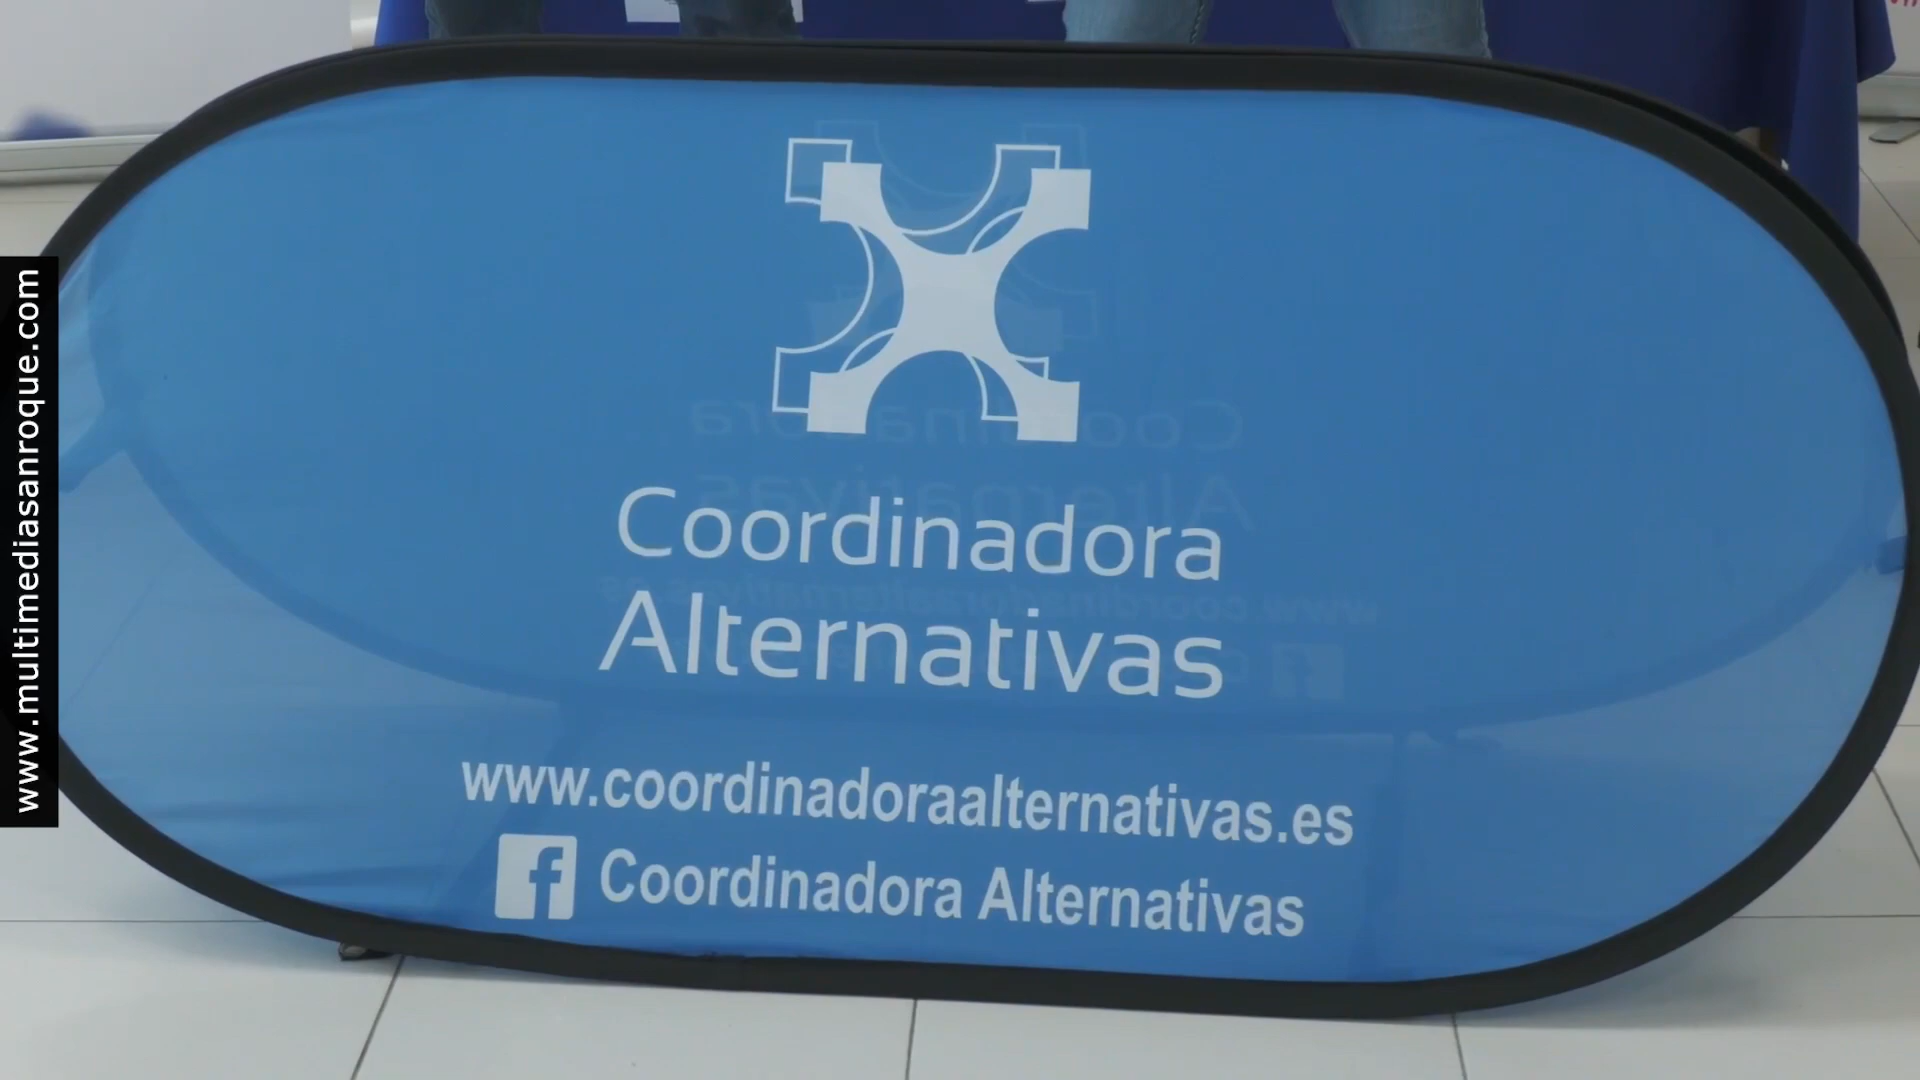 www.multimediasanroque.com
Coordinadora
Alternativas
www.coordinadoraalternativas.es
Coordinadora Alternativas